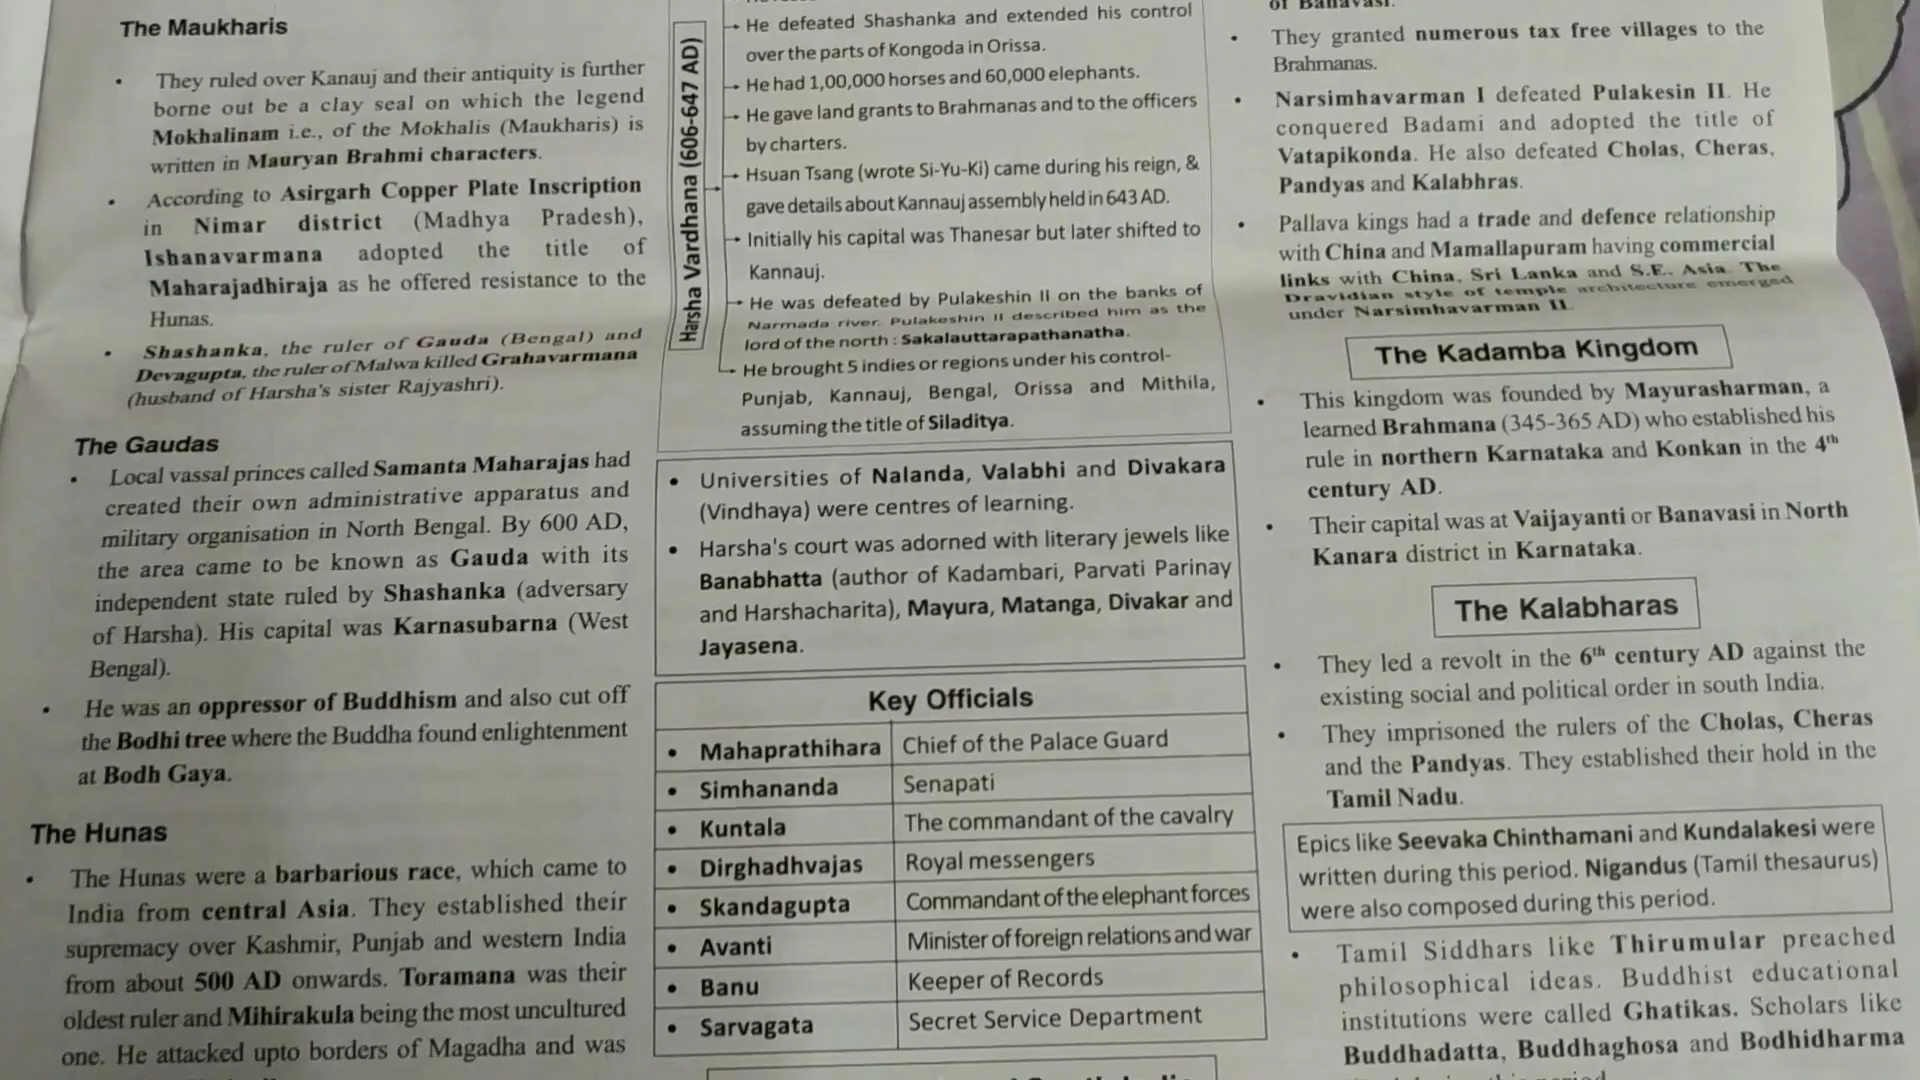 The Maukharis
• They ruled over Kanauj and their antiquity is further
borne out be a clay seal on which the legend
Mokhalinam i.e., of the Mokhalis (Maukharis) is
written in Mauryan Brahmi characters.
• According to Asirgarh Copper Plate Inscription
in Nimar district (Madhya Pradesh),
Ishanavarmana adopted the title of
Maharajadhiraja as he offered resistance to the
Hunas.
• Shashanka, the ruler of Gauda (Bengal) and
Devagupta, the ruler of Malwa killed Grahavarmana
(husband of Harsha's sister Rajyashri).
The Gaudas
• Local vassal princes called Samanta Maharajas had
created their own administrative apparatus and
military organisation in North Bengal. By 600 AD,
the area came to be known as Gauda with its
independent state ruled by Shashanka (adversary
of Harsha). His capital was Karnasubarna (West
Bengal).
• He was an oppressor of Buddhism and also cut off
the Bodhi tree where the Buddha found enlightenment
at Bodh Gaya.
The Hunas
• The Hunas were a barbarious race, which came to
India from central Asia. They established their
supremacy over Kashmir, Punjab and western India
from about 500 AD onwards. Toramana was their
oldest ruler and Mihirakula being the most uncultured
one. He attacked upto borders of Magadha and was
Harsha Vardhana (606-647 AD)
He defeated Shashanka and extended his control
over the parts of Kongoda in Orissa.
He had 1,00,000 horses and 60,000 elephants.
He gave land grants to Brahmanas and to the officers
by charters.
Hsuan Tsang (wrote Si-Yu-Ki) came during his reign, &
gave details about Kannauj assembly held in 643 AD.
Initially his capital was Thanesar but later shifted to
Kannauj.
He was defeated by Pulakeshin II on the banks of
Narmada river. Pulakeshin II described him as the
lord of the north : Sakalauttarapathanatha.
He brought 5 indies or regions under his control-
Punjab, Kannauj, Bengal, Orissa and Mithila,
assuming the title of Siladitya.
• Universities of Nalanda, Valabhi and Divakara
(Vindhaya) were centres of learning.
• Harsha's court was adorned with literary jewels like
Banabhatta (author of Kadambari, Parvati Parinay
and Harshacharita), Mayura, Matanga, Divakar and
Jayasena.
Key Officials
• Mahaprathihara Chief of the Palace Guard
• Simhananda Senapati
• Kuntala The commandant of the cavalry
• Dirghadhvajas Royal messengers
• Skandagupta Commandant of the elephant forces
• Avanti Minister of foreign relations and war
• Banu Keeper of Records
• Sarvagata Secret Service Department
of Banavasi.
• They granted numerous tax free villages to the
Brahmanas.
• Narsimhavarman I defeated Pulakesin II. He
conquered Badami and adopted the title of
Vatapikonda. He also defeated Cholas, Cheras,
Pandyas and Kalabhras.
• Pallava kings had a trade and defence relationship
with China and Mamallapuram having commercial
links with China, Sri Lanka and S.E. Asia. The
Dravidian style of temple architecture emerged
under Narsimhavarman II.
The Kadamba Kingdom
• This kingdom was founded by Mayurasharman, a
learned Brahmana (345-365 AD) who established his
rule in northern Karnataka and Konkan in the 4th
century AD.
• Their capital was at Vaijayanti or Banavasi in North
Kanara district in Karnataka.
The Kalabharas
• They led a revolt in the 6th century AD against the
existing social and political order in south India.
• They imprisoned the rulers of the Cholas, Cheras
and the Pandyas. They established their hold in the
Tamil Nadu.
Epics like Seevaka Chinthamani and Kundalakesi were
written during this period. Nigandus (Tamil thesaurus)
were also composed during this period.
• Tamil Siddhars like Thirumular preached
philosophical ideas. Buddhist educational
institutions were called Ghatikas. Scholars like
Buddhadatta, Buddhaghosa and Bodhidharma